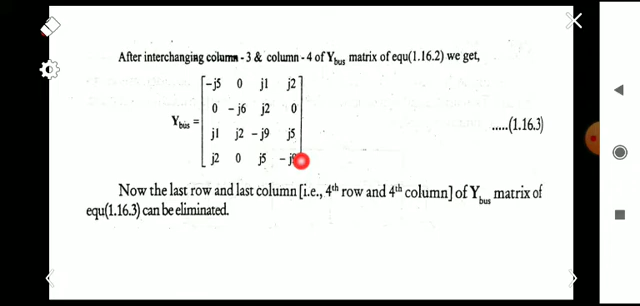 After interchanging column - 3 & column - 4 of Ybus matrix of equ(1.16.2) we get,
-j5 0 j1 j2
0 -j6 j2 0
Ybus =
j1 j2 -j9 j5 .....(1.16.3)
j2 0 j5
Now the last row and last column [i.e., 4th row and 4th column] of Ybus matrix of
equ(1.16.3) can be eliminated.